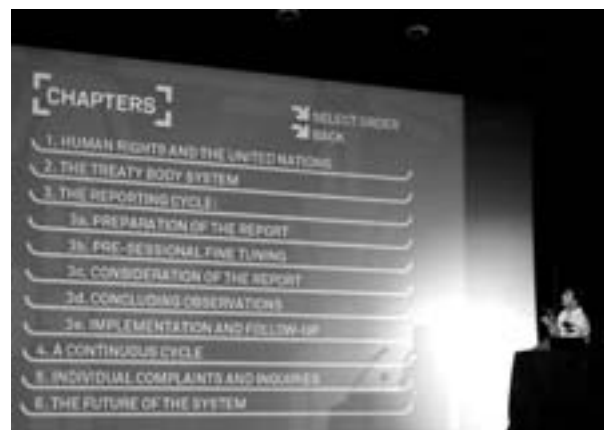 CHAPTERS
SELECT ORDER
BACK
1. HUMAN RIGHTS AND THE UNITED NATIONS
2. THE TREATY BODY SYSTEM
3. THE REPORTING CYCLE:
3a. PREPARATION OF THE REPORT
3b. PRE-SESSIONAL FINE TUNING
3c. CONSIDERATION OF THE REPORT
3d. CONCLUDING OBSERVATIONS
3e. IMPLEMENTATION AND FOLLOW-UP
4. A CONTINUOUS CYCLE
5. INDIVIDUAL COMPLAINTS AND INQUIRIES
6. THE FUTURE OF THE SYSTEM